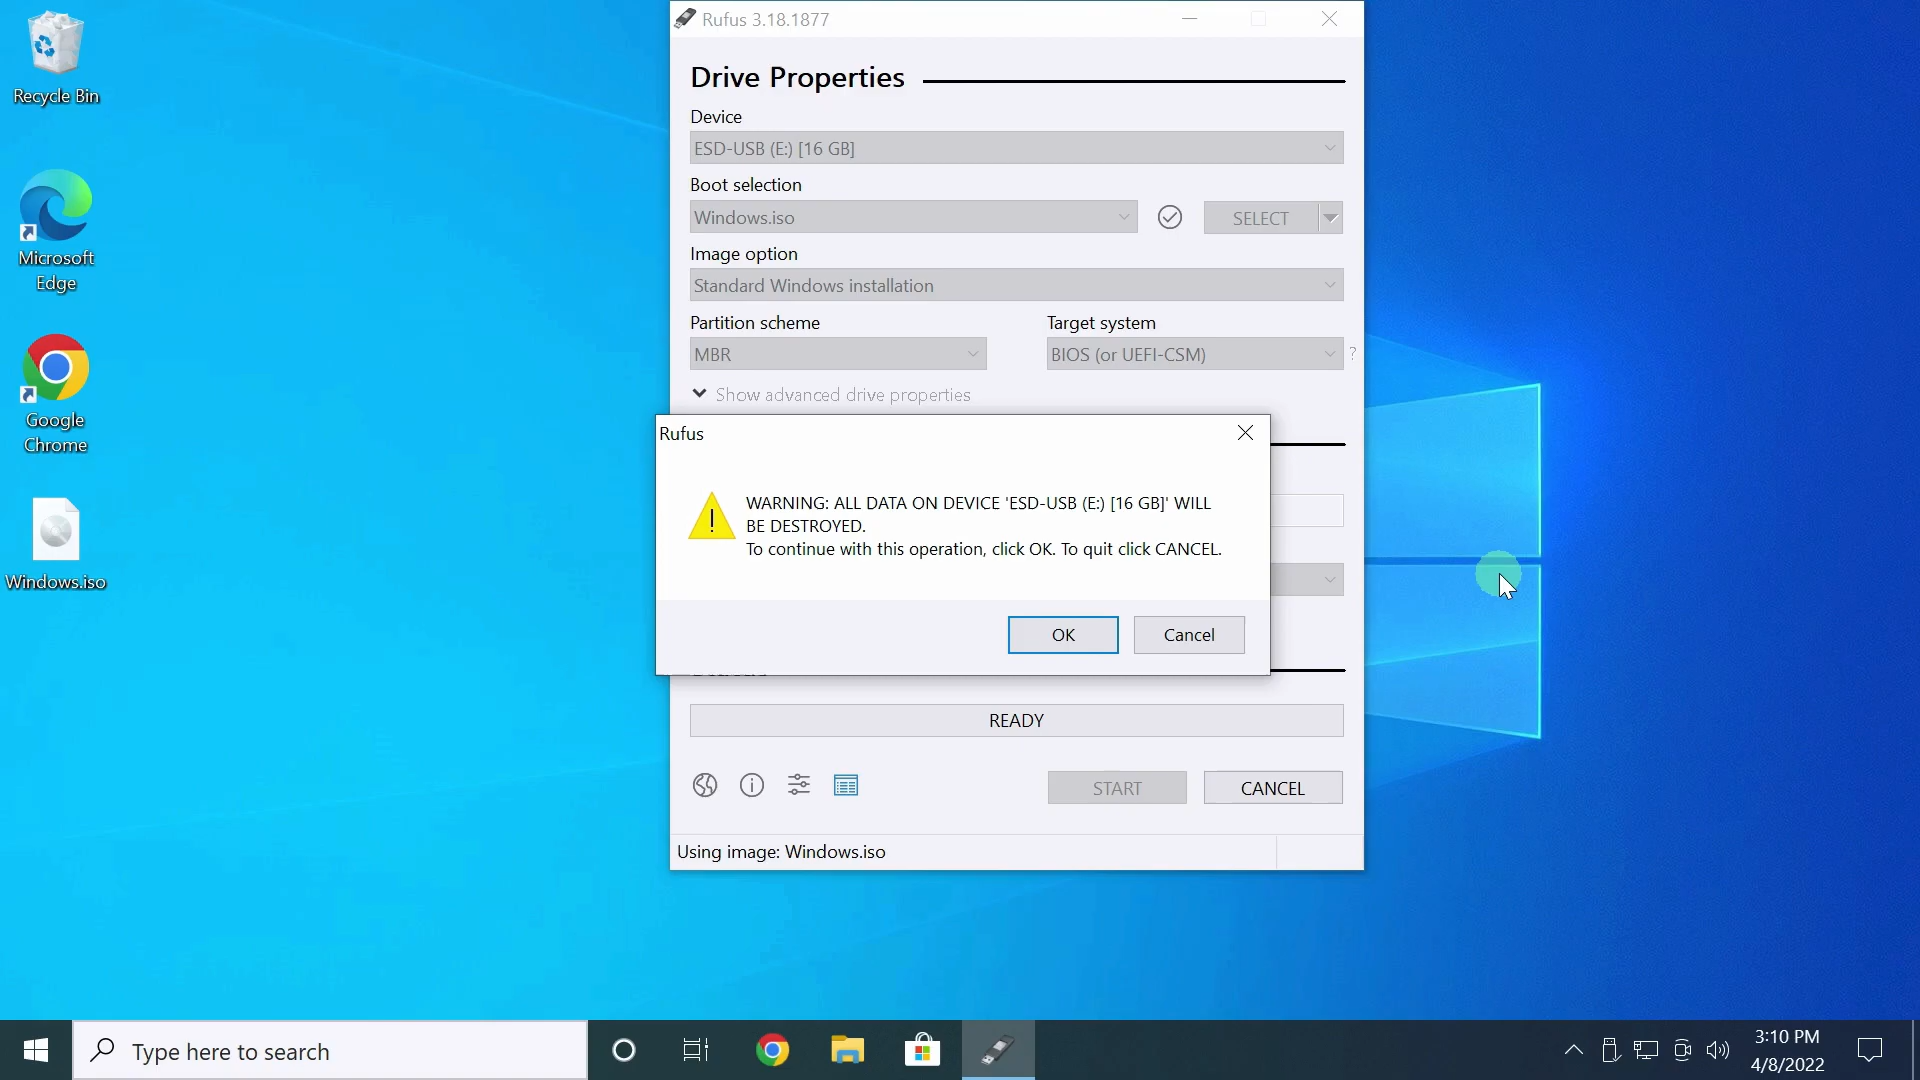 Recycle Bin
Microsoft
Edge
Google
Chrome
Windows.iso
Rufus 3.18.1877
Drive Properties
Device
ESD-USB (E:) [16 GB]
Boot selection
Windows.iso
SELECT
Image option
Standard Windows installation
Partition scheme
Target system
MBR
BIOS (or UEFI-CSM)
?
Show advanced drive properties
Rufus
WARNING: ALL DATA ON DEVICE 'ESD-USB (E:) [16 GB]' WILL
BE DESTROYED.
To continue with this operation, click OK. To quit click CANCEL.
OK
Cancel
READY
START
CANCEL
Using image: Windows.iso
Type here to search
3:10 PM
4/8/2022